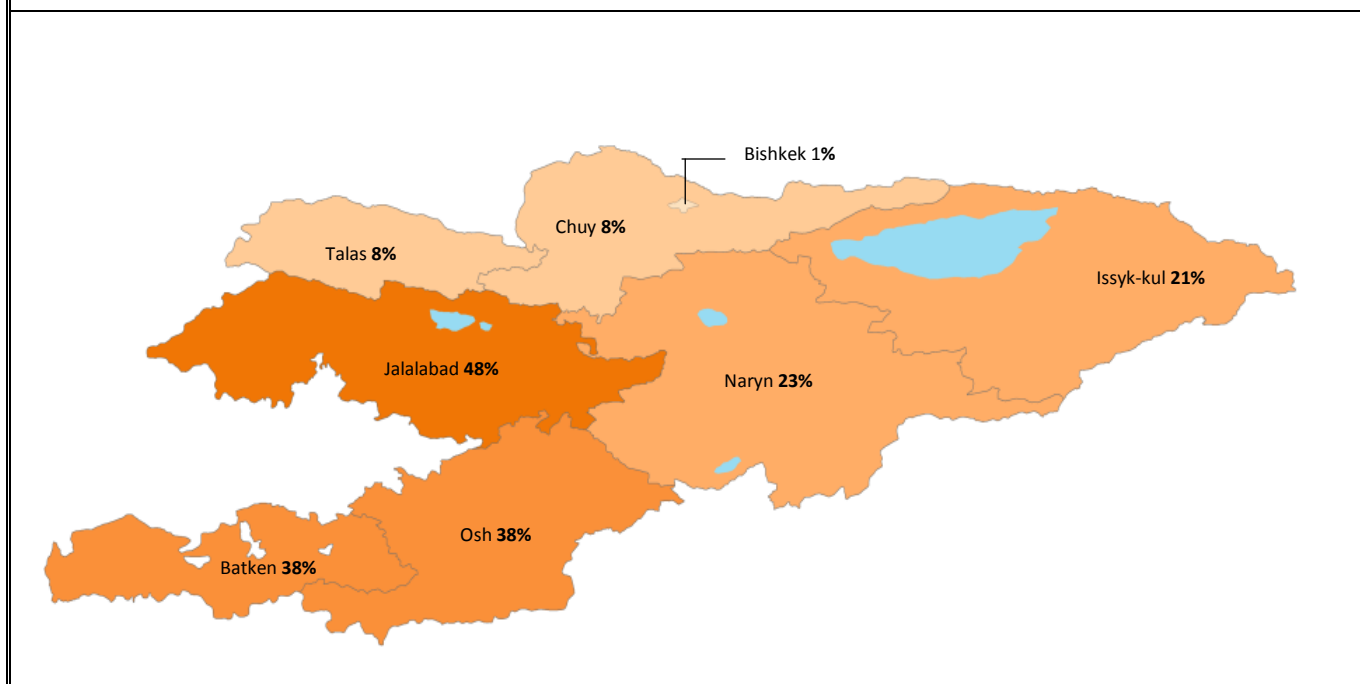 Bishkek 1%
Chuy 8%
Talas 8%
Issyk-kul 21%
Jalalabad 48%
Naryn 23%
Osh 38%
Batken 38%